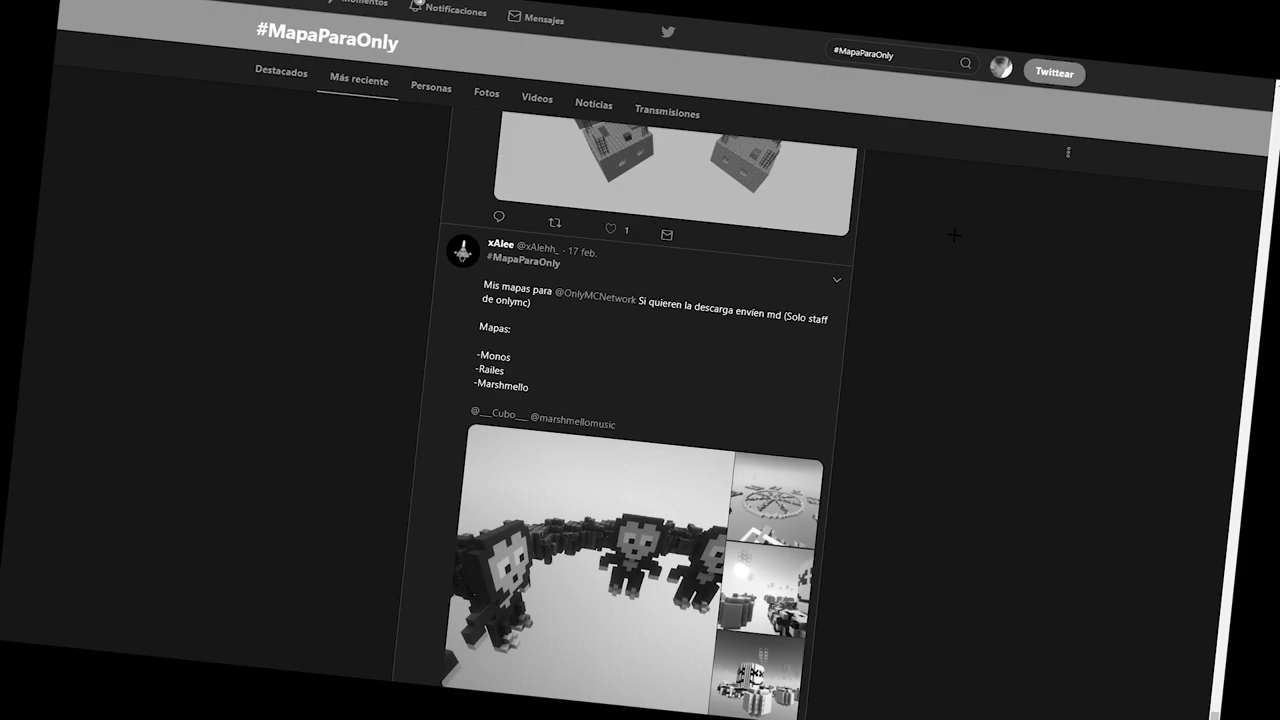 Momentos
Notificaciones
Mensajes
#MapaParaOnly
#MapaParaOnly
Twittear
Destacados
Más reciente
Personas
Fotos
Videos
Noticias
Transmisiones
1
xAlee @xAlehh_ - 17 feb.
#MapaParaOnly
Mis mapas para @OnlyMCNetwork Si quieren la descarga envíen md (Solo staff
de onlymc)
Mapas:
-Monos
-Railes
-Marshmello
@___Cubo___ @marshmellomusic